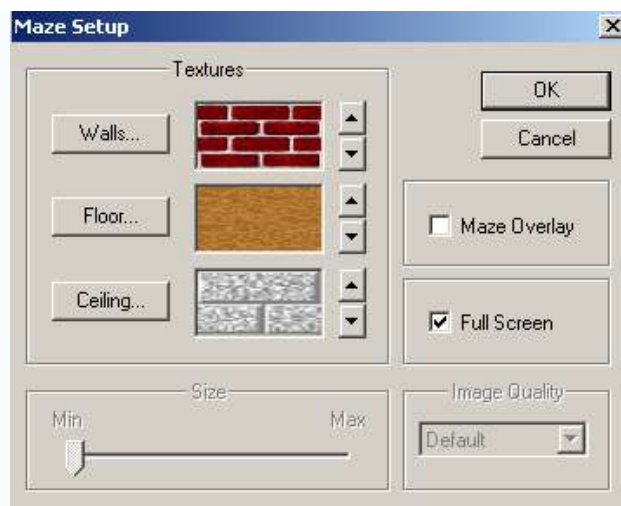 Maze Setup
Textures
Walls...
Floor...
Ceiling...
OK
Cancel
Maze Overlay
Full Screen
Size
Min
Max
Image Quality
Default